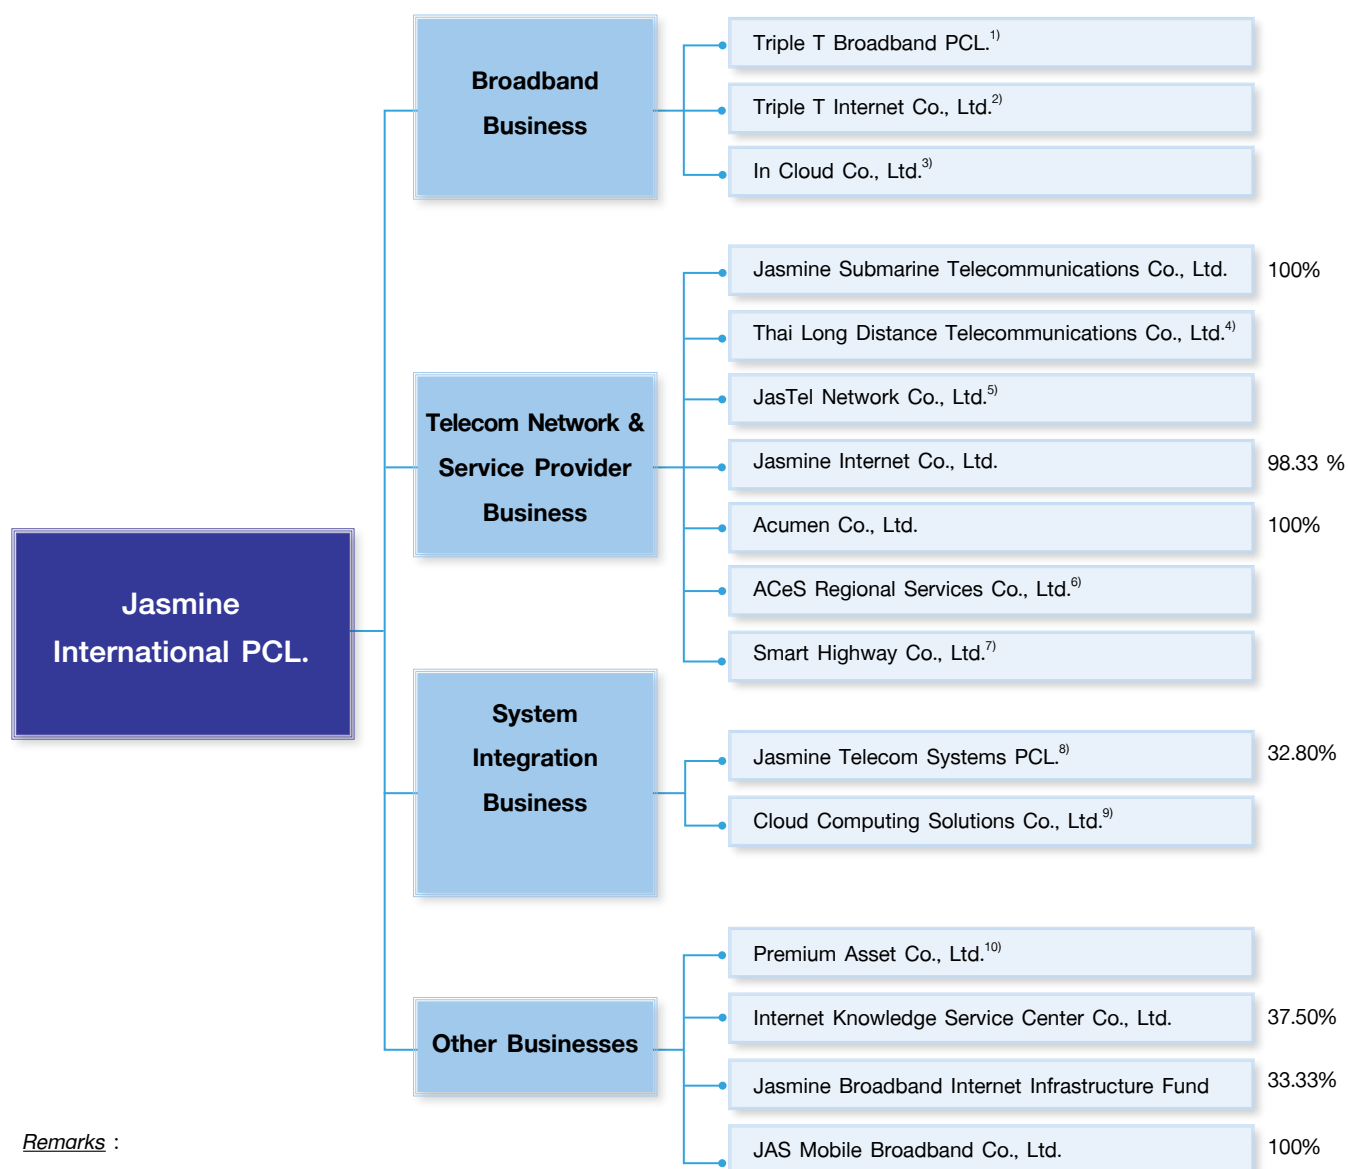 Jasmine
International PCL.
Broadband
Business
Triple T Broadband PCL.1)
Triple T Internet Co., Ltd.2)
In Cloud Co., Ltd.3)
Telecom Network &
Service Provider
Business
Jasmine Submarine Telecommunications Co., Ltd. 100%
Thai Long Distance Telecommunications Co., Ltd.4)
JasTel Network Co., Ltd.5)
Jasmine Internet Co., Ltd. 98.33 %
Acumen Co., Ltd. 100%
ACeS Regional Services Co., Ltd.6)
Smart Highway Co., Ltd.7)
System
Integration
Business
Jasmine Telecom Systems PCL.8) 32.80%
Cloud Computing Solutions Co., Ltd.9)
Other Businesses
Premium Asset Co., Ltd.10)
Internet Knowledge Service Center Co., Ltd. 37.50%
Jasmine Broadband Internet Infrastructure Fund 33.33%
JAS Mobile Broadband Co., Ltd. 100%
Remarks :